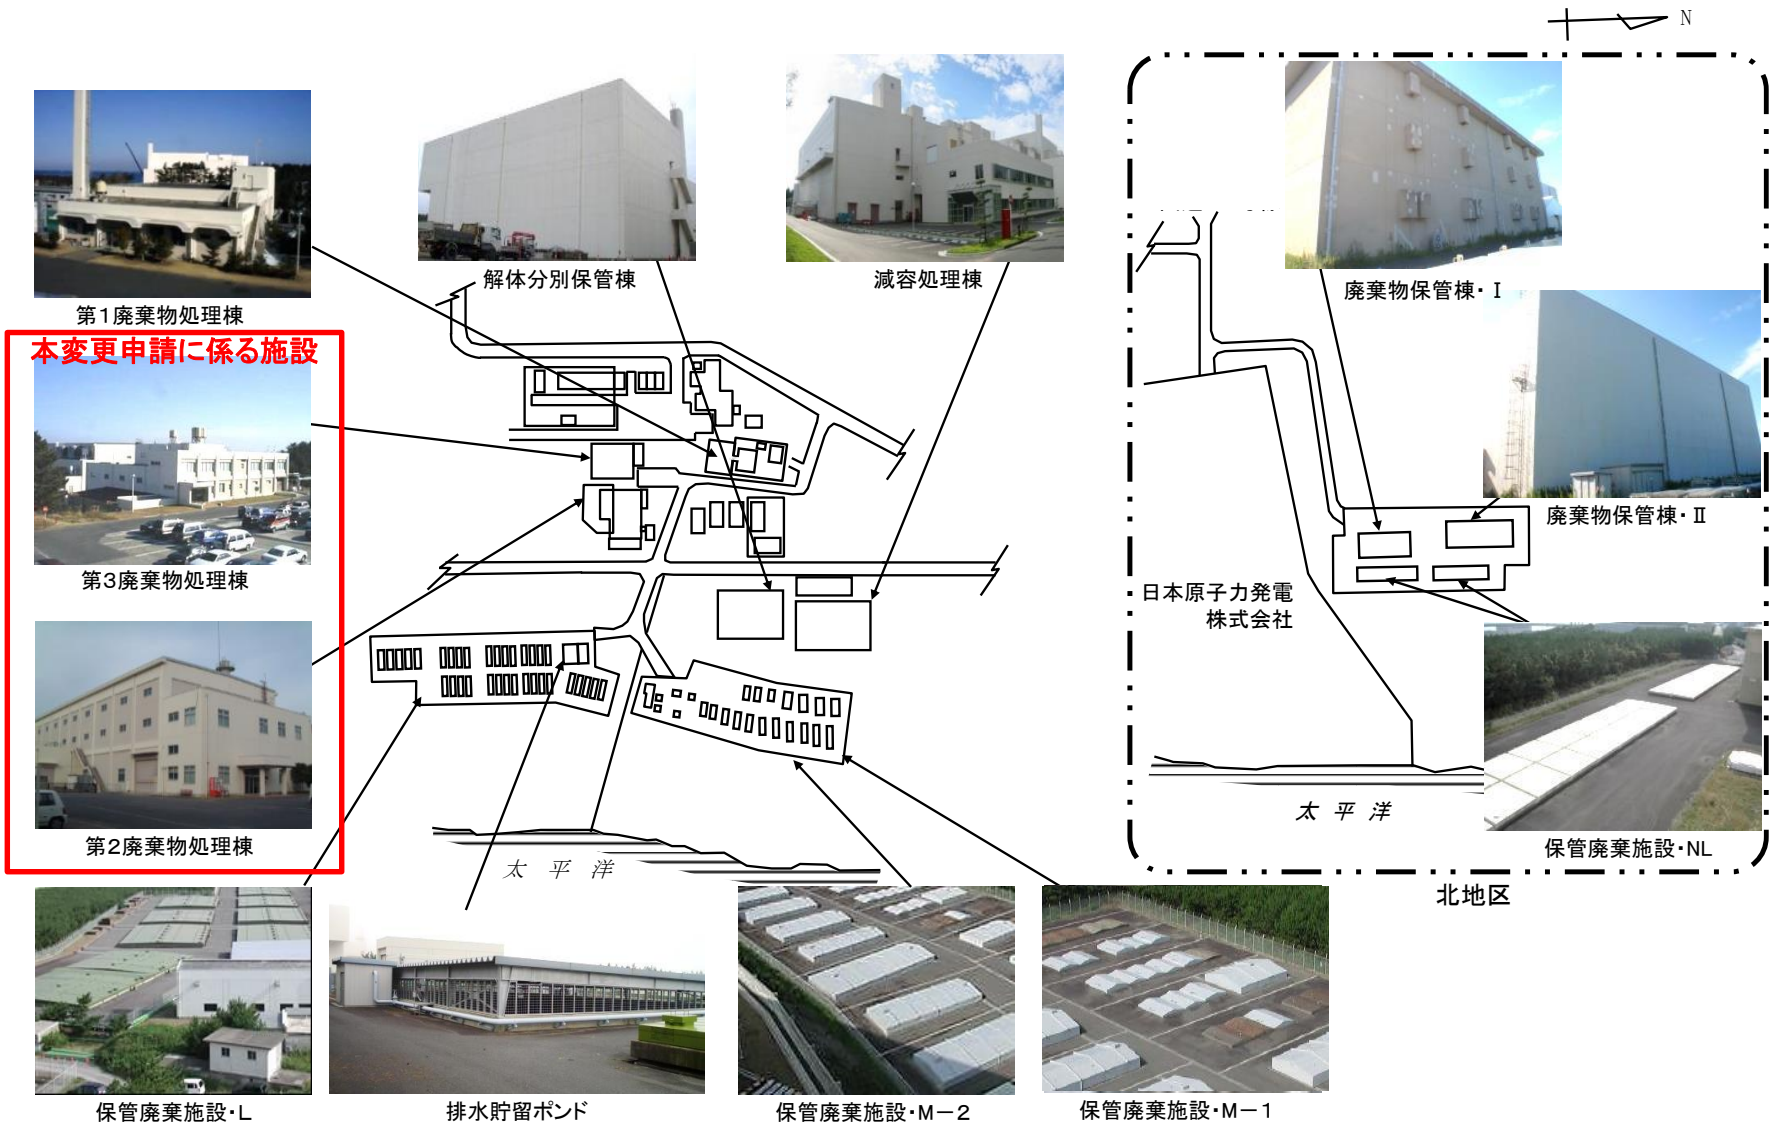 N
第1廃棄物処理棟
解体分別保管棟
減容処理棟
廃棄物保管棟・Ⅰ
本変更申請に係る施設
第3廃棄物処理棟
廃棄物保管棟・Ⅱ
日本原子力発電
株式会社
第2廃棄物処理棟
太平洋
太平洋
保管廃棄施設・NL
北地区
保管廃棄施設・L
排水貯留ポンド
保管廃棄施設・M－2
保管廃棄施設・M－1